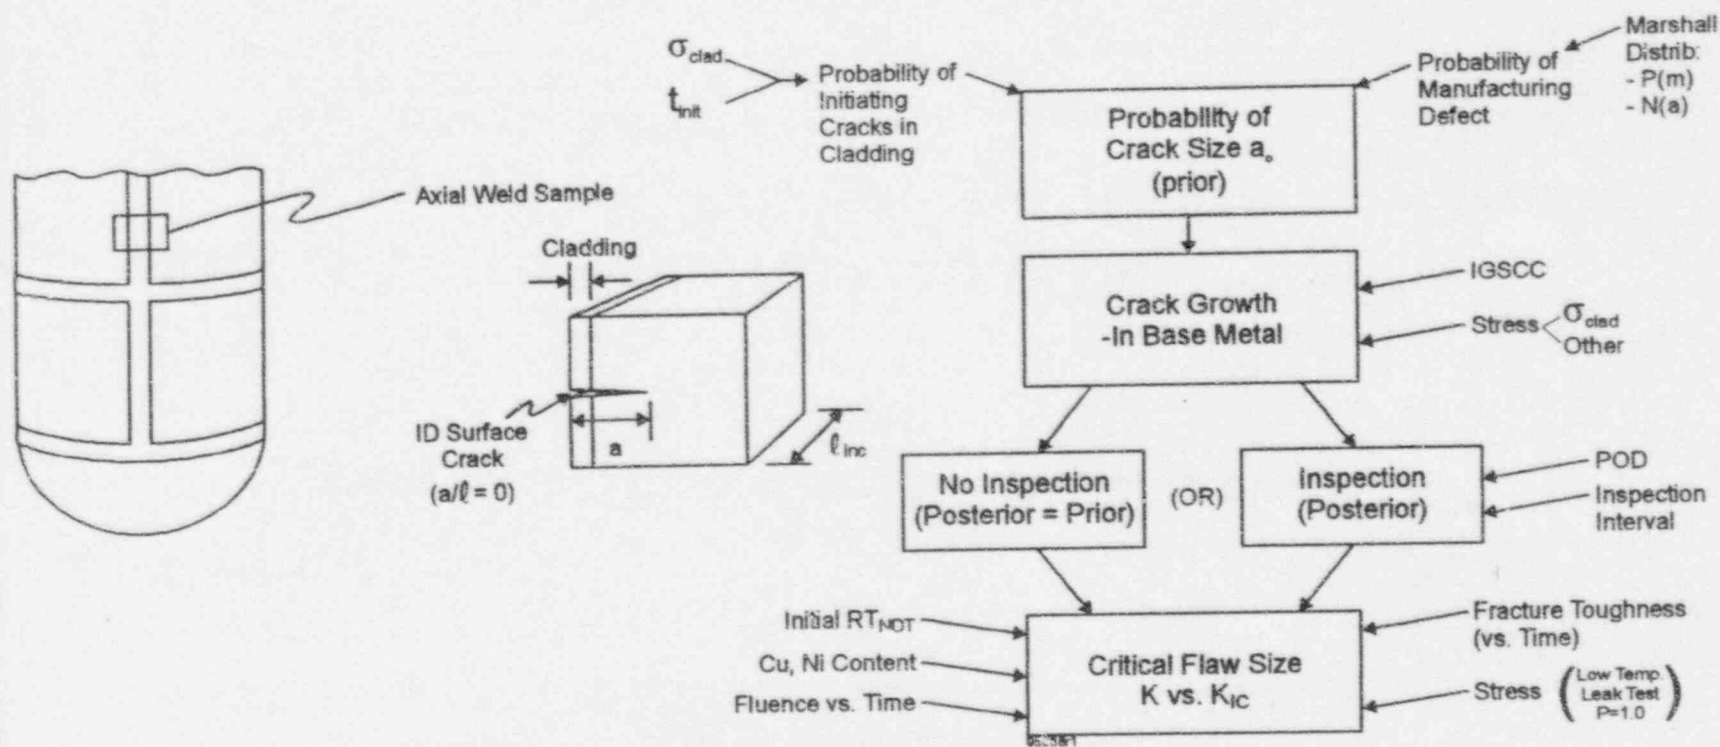 σclad
tinit
Probability of
Initiating
Cracks in
Cladding
Probability of
Crack Size a₀
(prior)
Probability of
Manufacturing
Defect
Marshall
Distrib:
- P(m)
- N(a)
Axial Weld Sample
Cladding
ID Surface
Crack
(a/ℓ = 0)
a
ℓ inc
Crack Growth
-In Base Metal
IGSCC
Stress
σclad
Other
No Inspection
(Posterior = Prior)
(OR)
Inspection
(Posterior)
POD
Inspection
Interval
Initial RTNDT
Cu, Ni Content
Fluence vs. Time
Critical Flaw Size
K vs. KIC
Fracture Toughness
(vs. Time)
Stress
(Low Temp.
Leak Test
P=1.0)